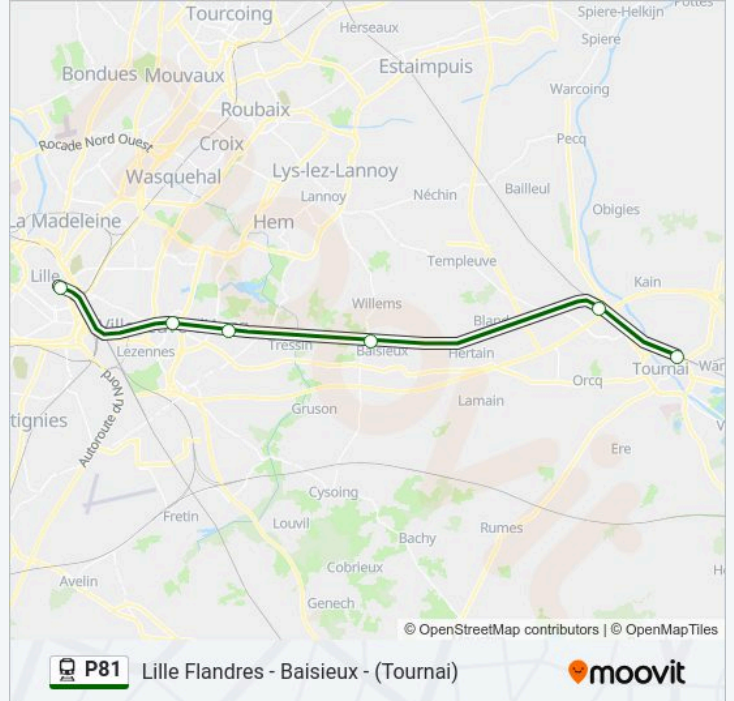 Pottes
Spiere-Helkijn
Tourcoing
Herseaux
Spiere
Estaimpuis
Bondues Mouvaux
Warcoing
Roubaix
Rocade Nord Ouest
Croix
Pecq
Wasquehal
Lys-lez-Lannoy
Lannoy
Néchin
Bailleul
Obigies
La Madeleine
Hem
Templeuve
Lille
Kain
Willems
Bland
Lezennes
Tressin
Baisieux
Hertain
Tournai
War
Orcq
Autoroute du Nord
tignies
Gruson
Lamain
Ere
Cysoing
Fretin
Louvil
Rumes
Bachy
Cobrieux
Avelin
Genech
© OpenStreetMap contributors | © OpenMapTiles
P81 Lille Flandres - Baisieux - (Tournai)
moovit